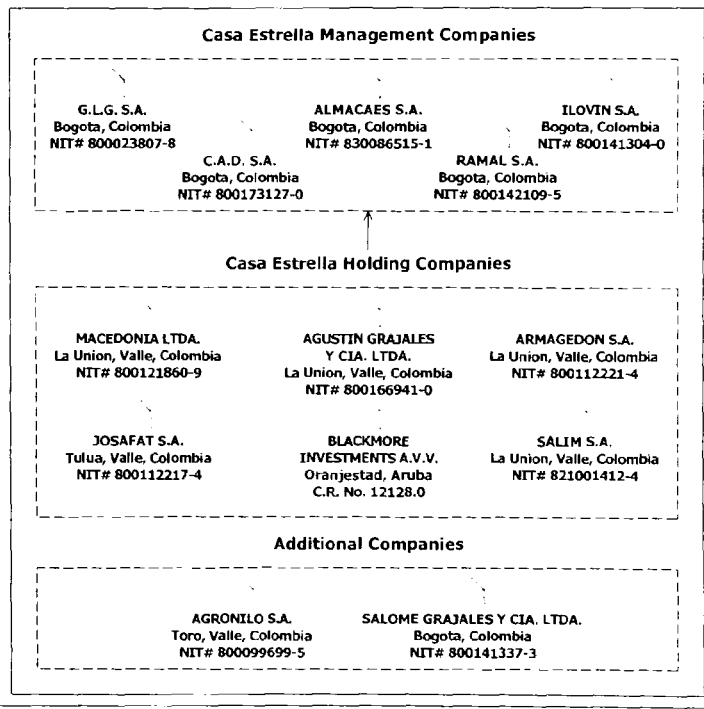 Casa Estrella Management Companies
G.L.G. S.A.
Bogota, Colombia
NIT# 800023807-8
ALMACAES S.A.
Bogota, Colombia
NIT# 830086515-1
ILOVIN S.A.
Bogota, Colombia
NIT# 800141304-0
C.A.D. S.A.
Bogota, Colombia
NIT# 800173127-0
RAMAL S.A.
Bogota, Colombia
NIT# 800142109-5
Casa Estrella Holding Companies
MACEDONIA LTDA.
La Union, Valle, Colombia
NIT# 800121860-9
AGUSTIN GRAJALES
Y CIA. LTDA.
La Union, Valle, Colombia
NIT# 800166941-0
ARMAGEDON S.A.
La Union, Valle, Colombia
NIT# 800112221-4
JOSAFAT S.A.
Tulua, Valle, Colombia
NIT# 800112217-4
BLACKMORE
INVESTMENTS A.V.V.
Oranjestad, Aruba
C.R. No. 12128.0
SALIM S.A.
La Union, Valle, Colombia
NIT# 821001412-4
Additional Companies
AGRONILO S.A.
Toro, Valle, Colombia
NIT# 800099699-5
SALOME GRAJALES Y CIA. LTDA.
Bogota, Colombia
NIT# 800141337-3